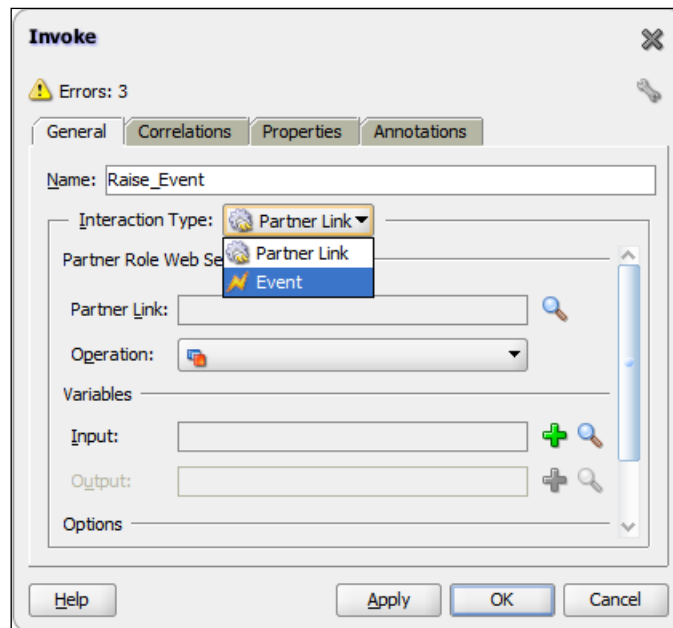 Invoke
Errors: 3
General Correlations Properties Annotations
Name: Raise_Event
Interaction Type: Partner Link
Partner Link
Partner Role Web Se
Event
Partner Link:
Operation:
Variables
Input:
Output:
Options
Help Apply OK Cancel